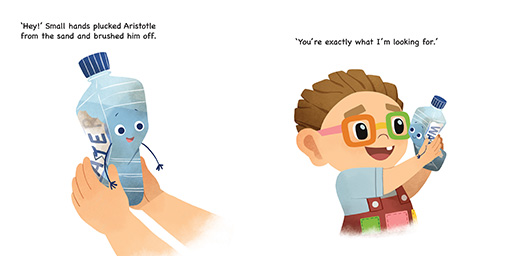 ‘Hey!’ Small hands plucked Aristotle
from the sand and brushed him off.
‘You’re exactly what I’m looking for.’